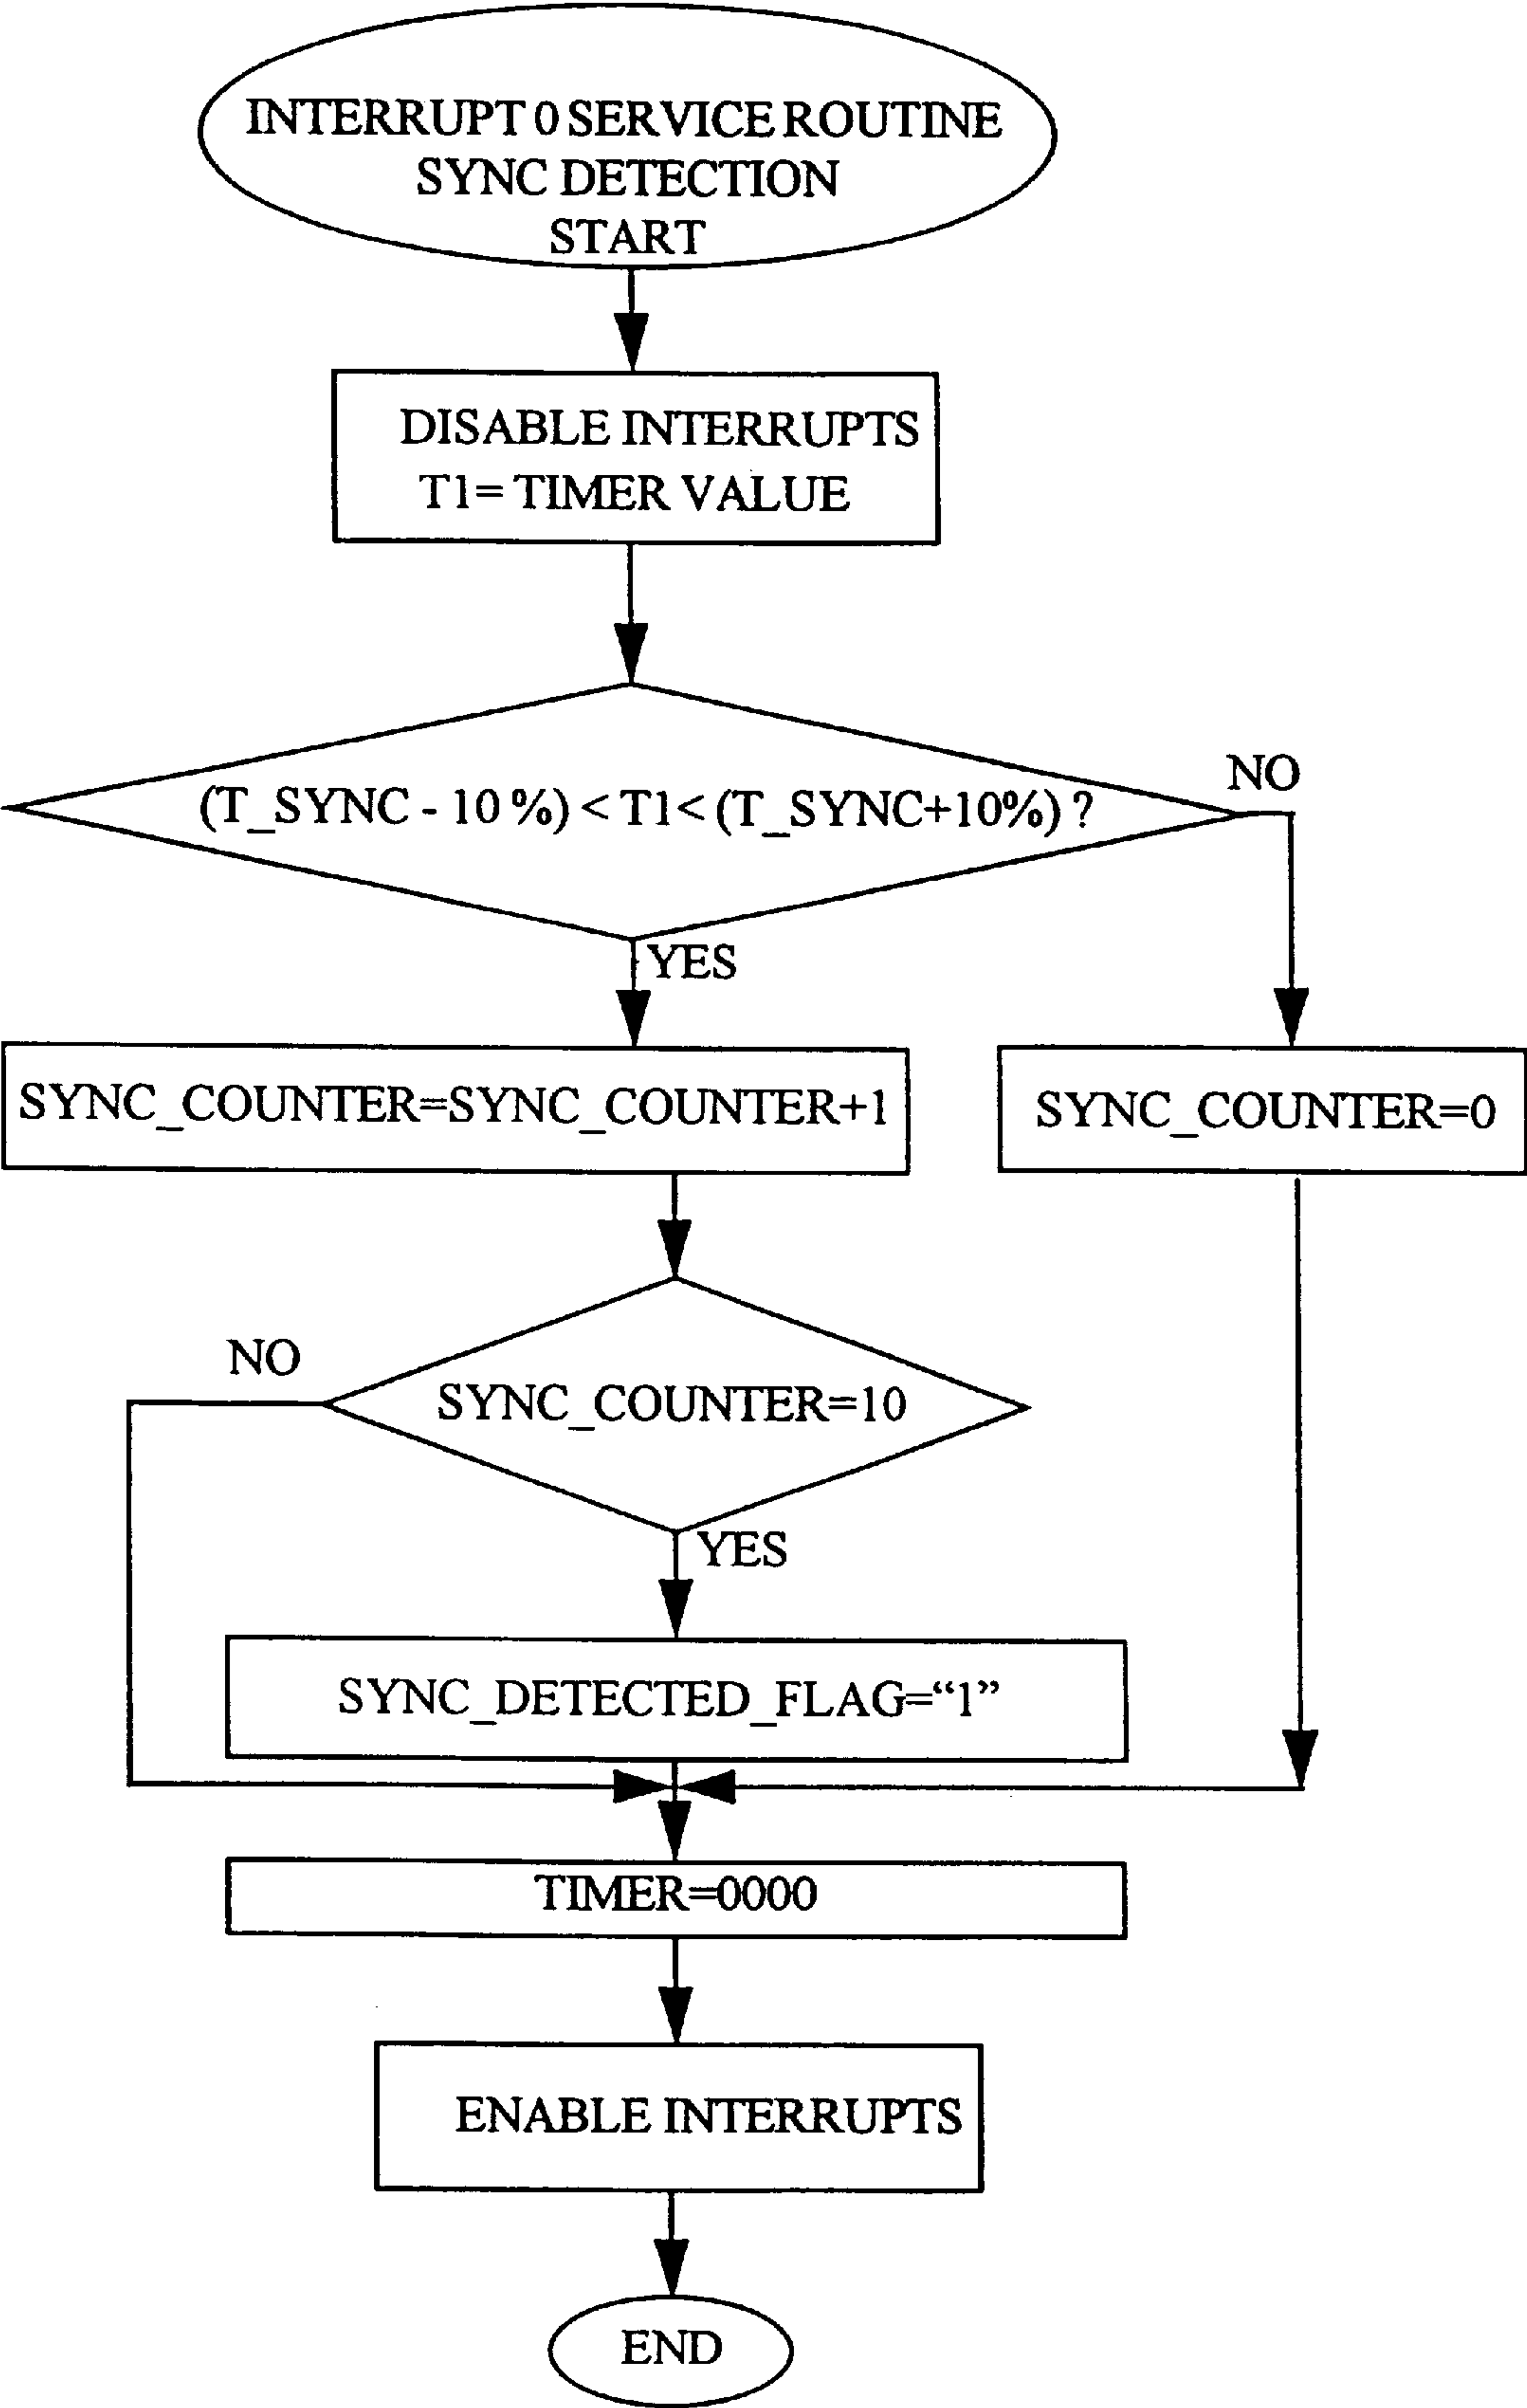 INTERRUPT 0 SERVICE ROUTINE
SYNC DETECTION
START
DISABLE INTERRUPTS
T1= TIMER VALUE
(T_SYNC - 10 %) < T1< (T_SYNC+10%) ?
NO
YES
SYNC_COUNTER=SYNC_COUNTER+1
SYNC_COUNTER=0
NO
SYNC_COUNTER=10
YES
SYNC_DETECTED_FLAG=“1”
TIMER=0000
ENABLE INTERRUPTS
END